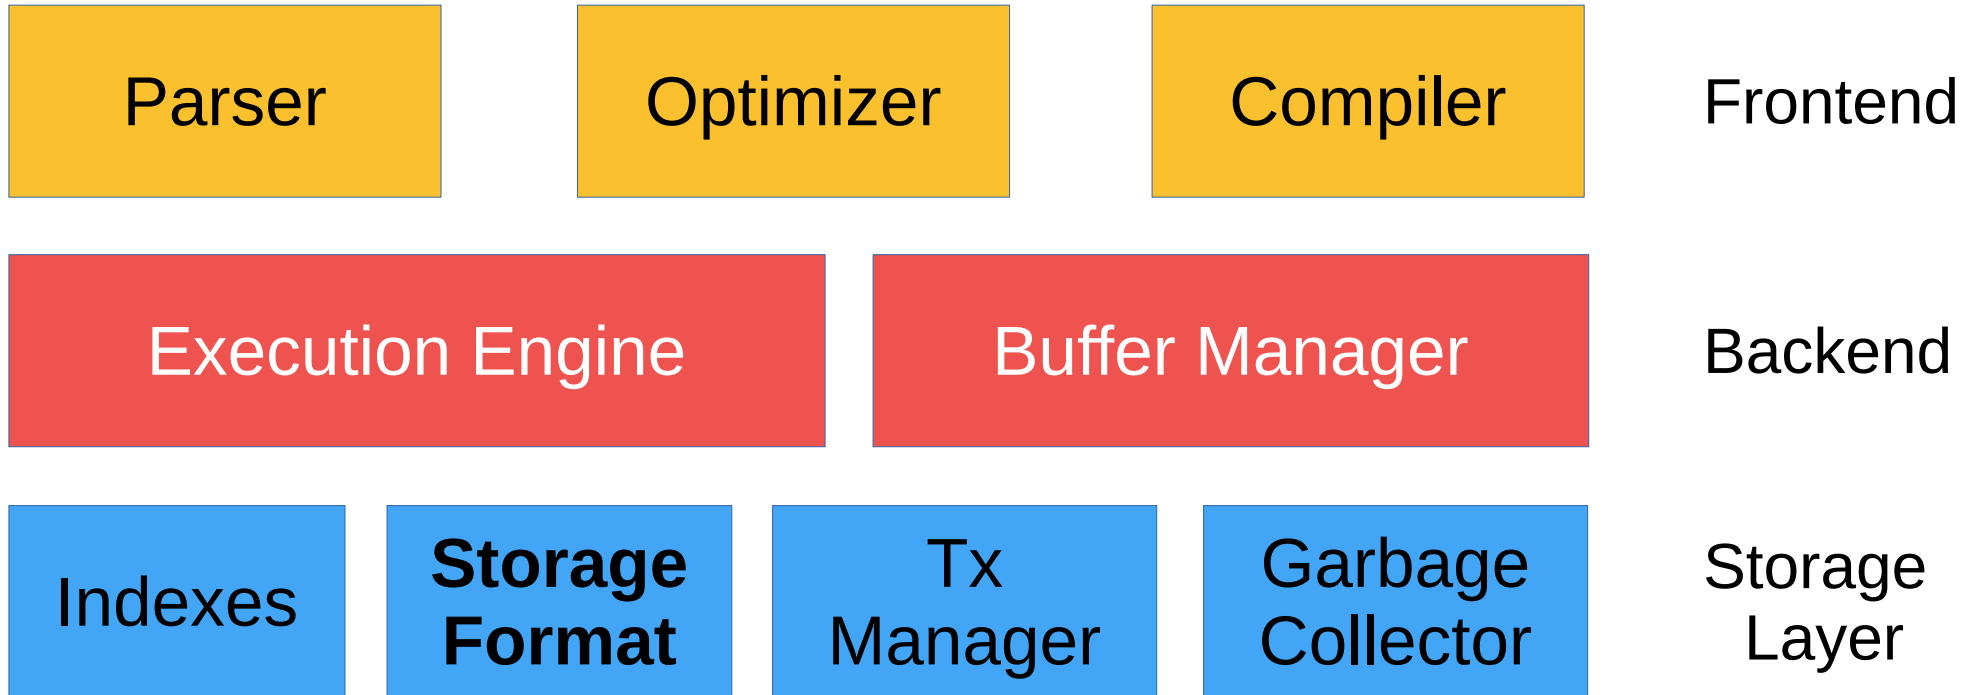 Parser
Optimizer
Compiler
Frontend
Execution Engine
Buffer Manager
Backend
Indexes
Storage
Format
Tx
Manager
Garbage
Collector
Storage
Layer